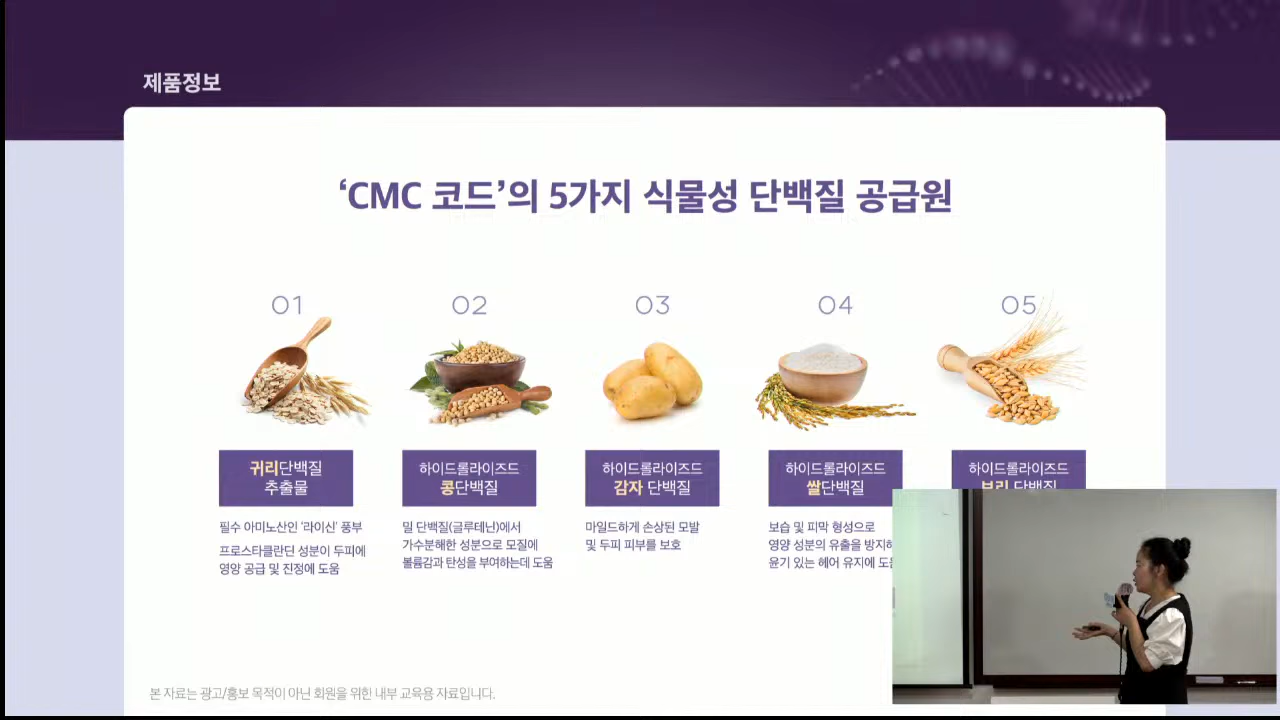 제품정보
‘CMC 코드’의 5가지 식물성 단백질 공급원
01
귀리단백질
추출물
필수 아미노산인 '라이신' 풍부
프로스타클란딘 성분이 두피에
영양 공급 및 진정에 도움
02
하이드롤라이즈드
콩단백질
밀 단백질(글루테닌)에서
가수분해한 성분으로 모질에
볼륨감과 탄성을 부여하는데 도움
03
하이드롤라이즈드
감자 단백질
마일드하게 손상된 모발
및 두피 피부를 보호
04
하이드롤라이즈드
쌀단백질
보습 및 피막 형성으로
영양 성분의 유출을 방지하
윤기 있는 헤어 유지에
05
하이드롤라이즈드
보리 단백질
본 자료는 광고/홍보 목적이 아닌 회원을 위한 내부 교육용 자료입니다.